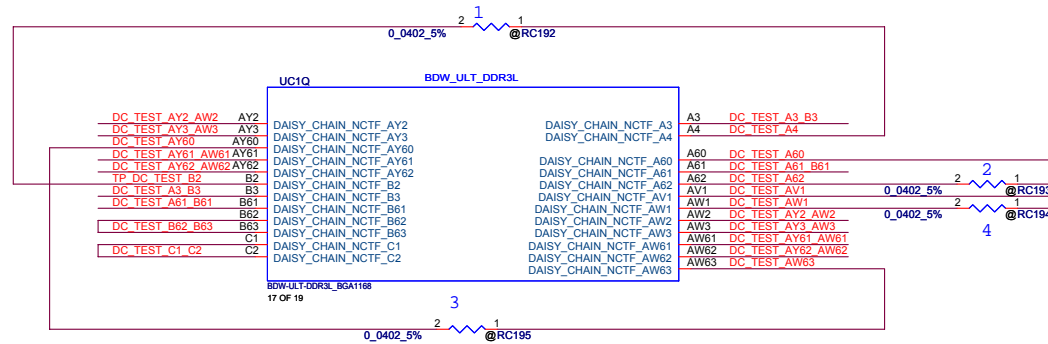 1
2 1
0_0402_5% @RC192
UC1Q BDW_ULT_DDR3L
DC_TEST_AY2_AW2 AY2 DAISY_CHAIN_NCTF_AY2
DC_TEST_AY3_AW3 AY3 DAISY_CHAIN_NCTF_AY3
DC_TEST_AY60 AY60 DAISY_CHAIN_NCTF_AY60
DC_TEST_AY61_AW61 AY61 DAISY_CHAIN_NCTF_AY61
DC_TEST_AY62_AW62 AY62 DAISY_CHAIN_NCTF_AY62
TP_DC_TEST_B2 B2 DAISY_CHAIN_NCTF_B2
DC_TEST_A3_B3 B3 DAISY_CHAIN_NCTF_B3
DC_TEST_A61_B61 B61 DAISY_CHAIN_NCTF_B61
B62 DAISY_CHAIN_NCTF_B62
DC_TEST_B62_B63 B63 DAISY_CHAIN_NCTF_B63
C1 DAISY_CHAIN_NCTF_C1
DC_TEST_C1_C2 C2 DAISY_CHAIN_NCTF_C2
DAISY_CHAIN_NCTF_A3 A3 DC_TEST_A3_B3
DAISY_CHAIN_NCTF_A4 A4 DC_TEST_A4
DAISY_CHAIN_NCTF_A60 A60 DC_TEST_A60
DAISY_CHAIN_NCTF_A61 A61 DC_TEST_A61_B61
DAISY_CHAIN_NCTF_A62 A62 DC_TEST_A62
DAISY_CHAIN_NCTF_AV1 AV1 DC_TEST_AV1
DAISY_CHAIN_NCTF_AW1 AW1 DC_TEST_AW1
DAISY_CHAIN_NCTF_AW2 AW2 DC_TEST_AY2_AW2
DAISY_CHAIN_NCTF_AW3 AW3 DC_TEST_AY3_AW3
DAISY_CHAIN_NCTF_AW61 AW61 DC_TEST_AY61_AW61
DAISY_CHAIN_NCTF_AW62 AW62 DC_TEST_AY62_AW62
DAISY_CHAIN_NCTF_AW63 AW63 DC_TEST_AW63
2
2 1
0_0402_5% @RC193
2 1
0_0402_5% @RC194
4
BDW-ULT-DDR3L_BGA1168
17 OF 19
3
2 1
0_0402_5% @RC195